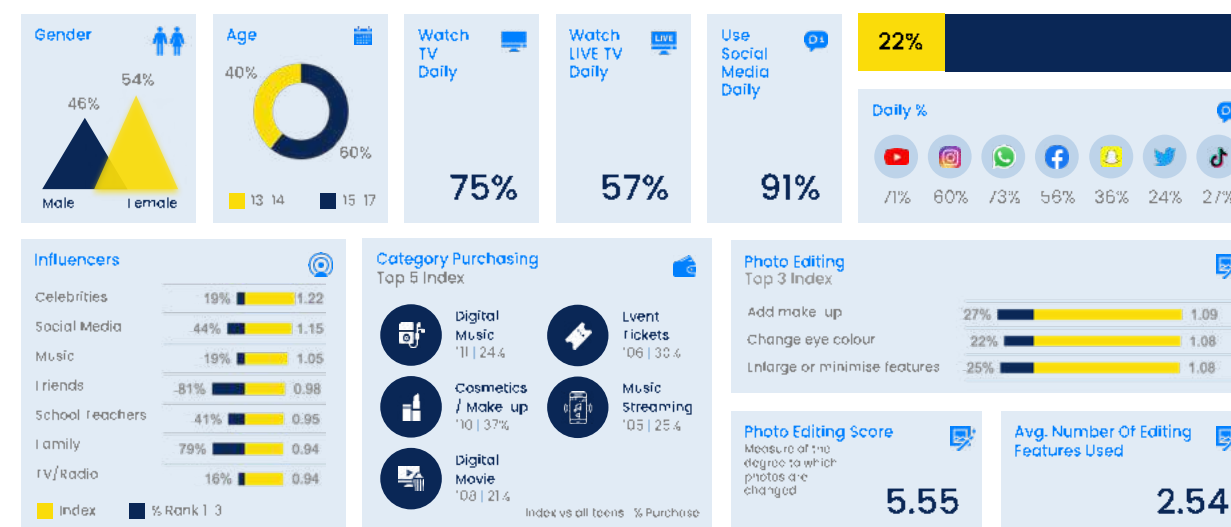 Gender
54%
46%
Male
Female
Age
40%
60%
13-14
15-17
Watch
TV
Daily
75%
Watch
LIVE TV
Daily
LIVE
57%
Use
Social
Media
Daily
91%
22%
Daily %
71% 60% 73% 56% 36% 24% 27%
Influencers
Celebrities 19% 1.22
Social Media 44% 1.15
Music 19% 1.05
Friends 81% 0.98
School Teachers 41% 0.95
Family 79% 0.94
TV/Radio 16% 0.94
Index % Rank 1-3
Category Purchasing
Top 5 Index
Digital
Music
'11 | 24%
Event
Tickets
'06 | 30%
Cosmetics
/ Make-up
'10 | 37%
Music
Streaming
'05 | 25%
Digital
Movie
'08 | 21%
Index vs all teens % Purchase
Photo Editing
Top 3 Index
Add make-up 27% 1.09
Change eye colour 22% 1.08
Enlarge or minimise features 25% 1.08
Photo Editing Score
Measure of the
degree to which
photos are
changed
5.55
Avg. Number Of Editing
Features Used
2.54